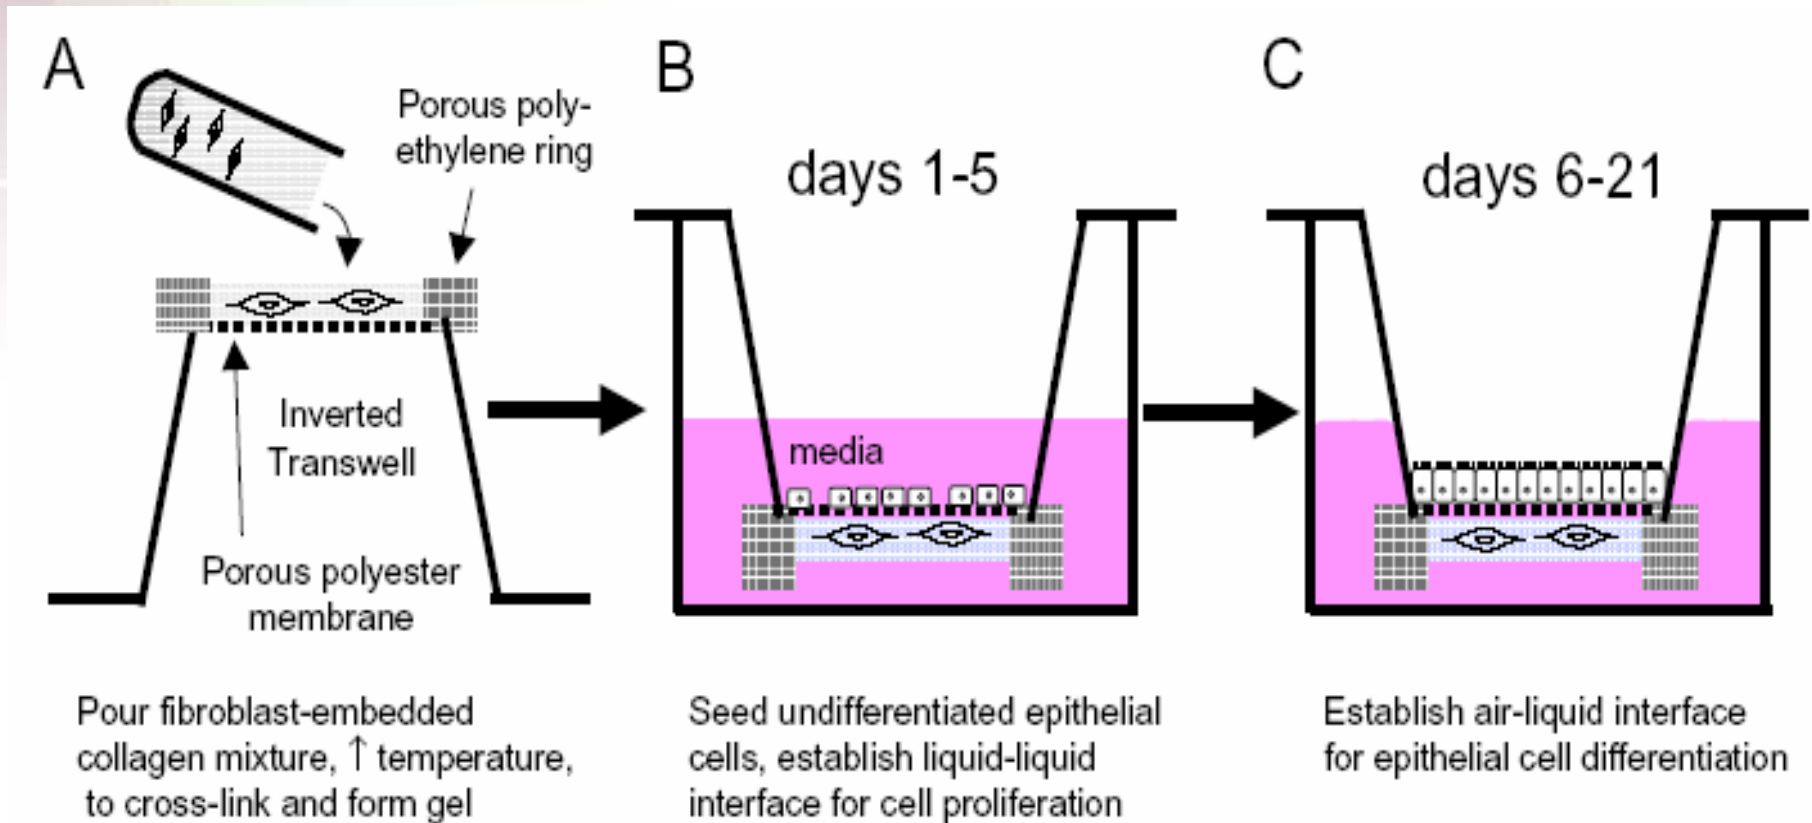 A
Porous poly-
ethylene ring
Inverted
Transwell
Porous polyester
membrane
Pour fibroblast-embedded
collagen mixture, ↑ temperature,
to cross-link and form gel
B
days 1-5
media
Seed undifferentiated epithelial
cells, establish liquid-liquid
interface for cell proliferation
C
days 6-21
Establish air-liquid interface
for epithelial cell differentiation